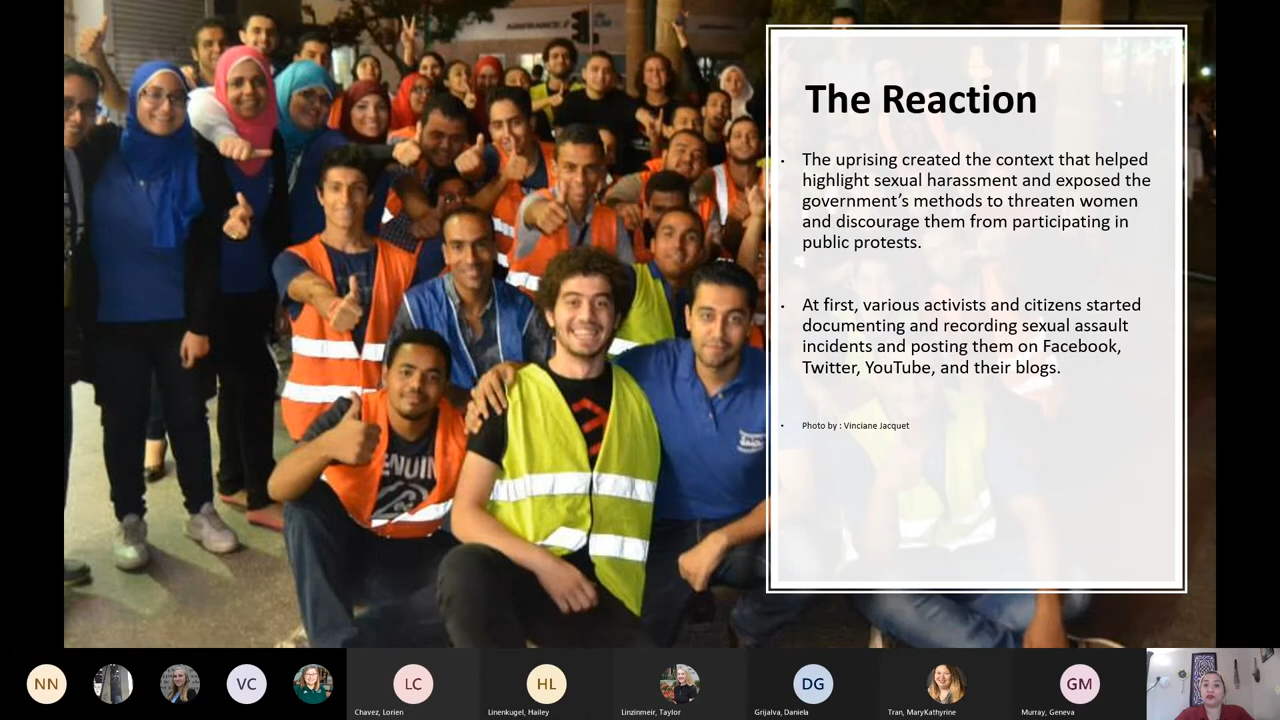 The Reaction
• The uprising created the context that helped
highlight sexual harassment and exposed the
government's methods to threaten women
and discourage them from participating in
public protests.
• At first, various activists and citizens started
documenting and recording sexual assault
incidents and posting them on Facebook,
Twitter, YouTube, and their blogs.
• Photo by : Vinciane Jacquet
NN
VC
LC
HL
DG
GM
Chavez, Lorien
Linenkugel, Hailey
Linzinmeir, Taylor
Grijalva, Daniela
Tran, MaryKathyrine
Murray, Geneva